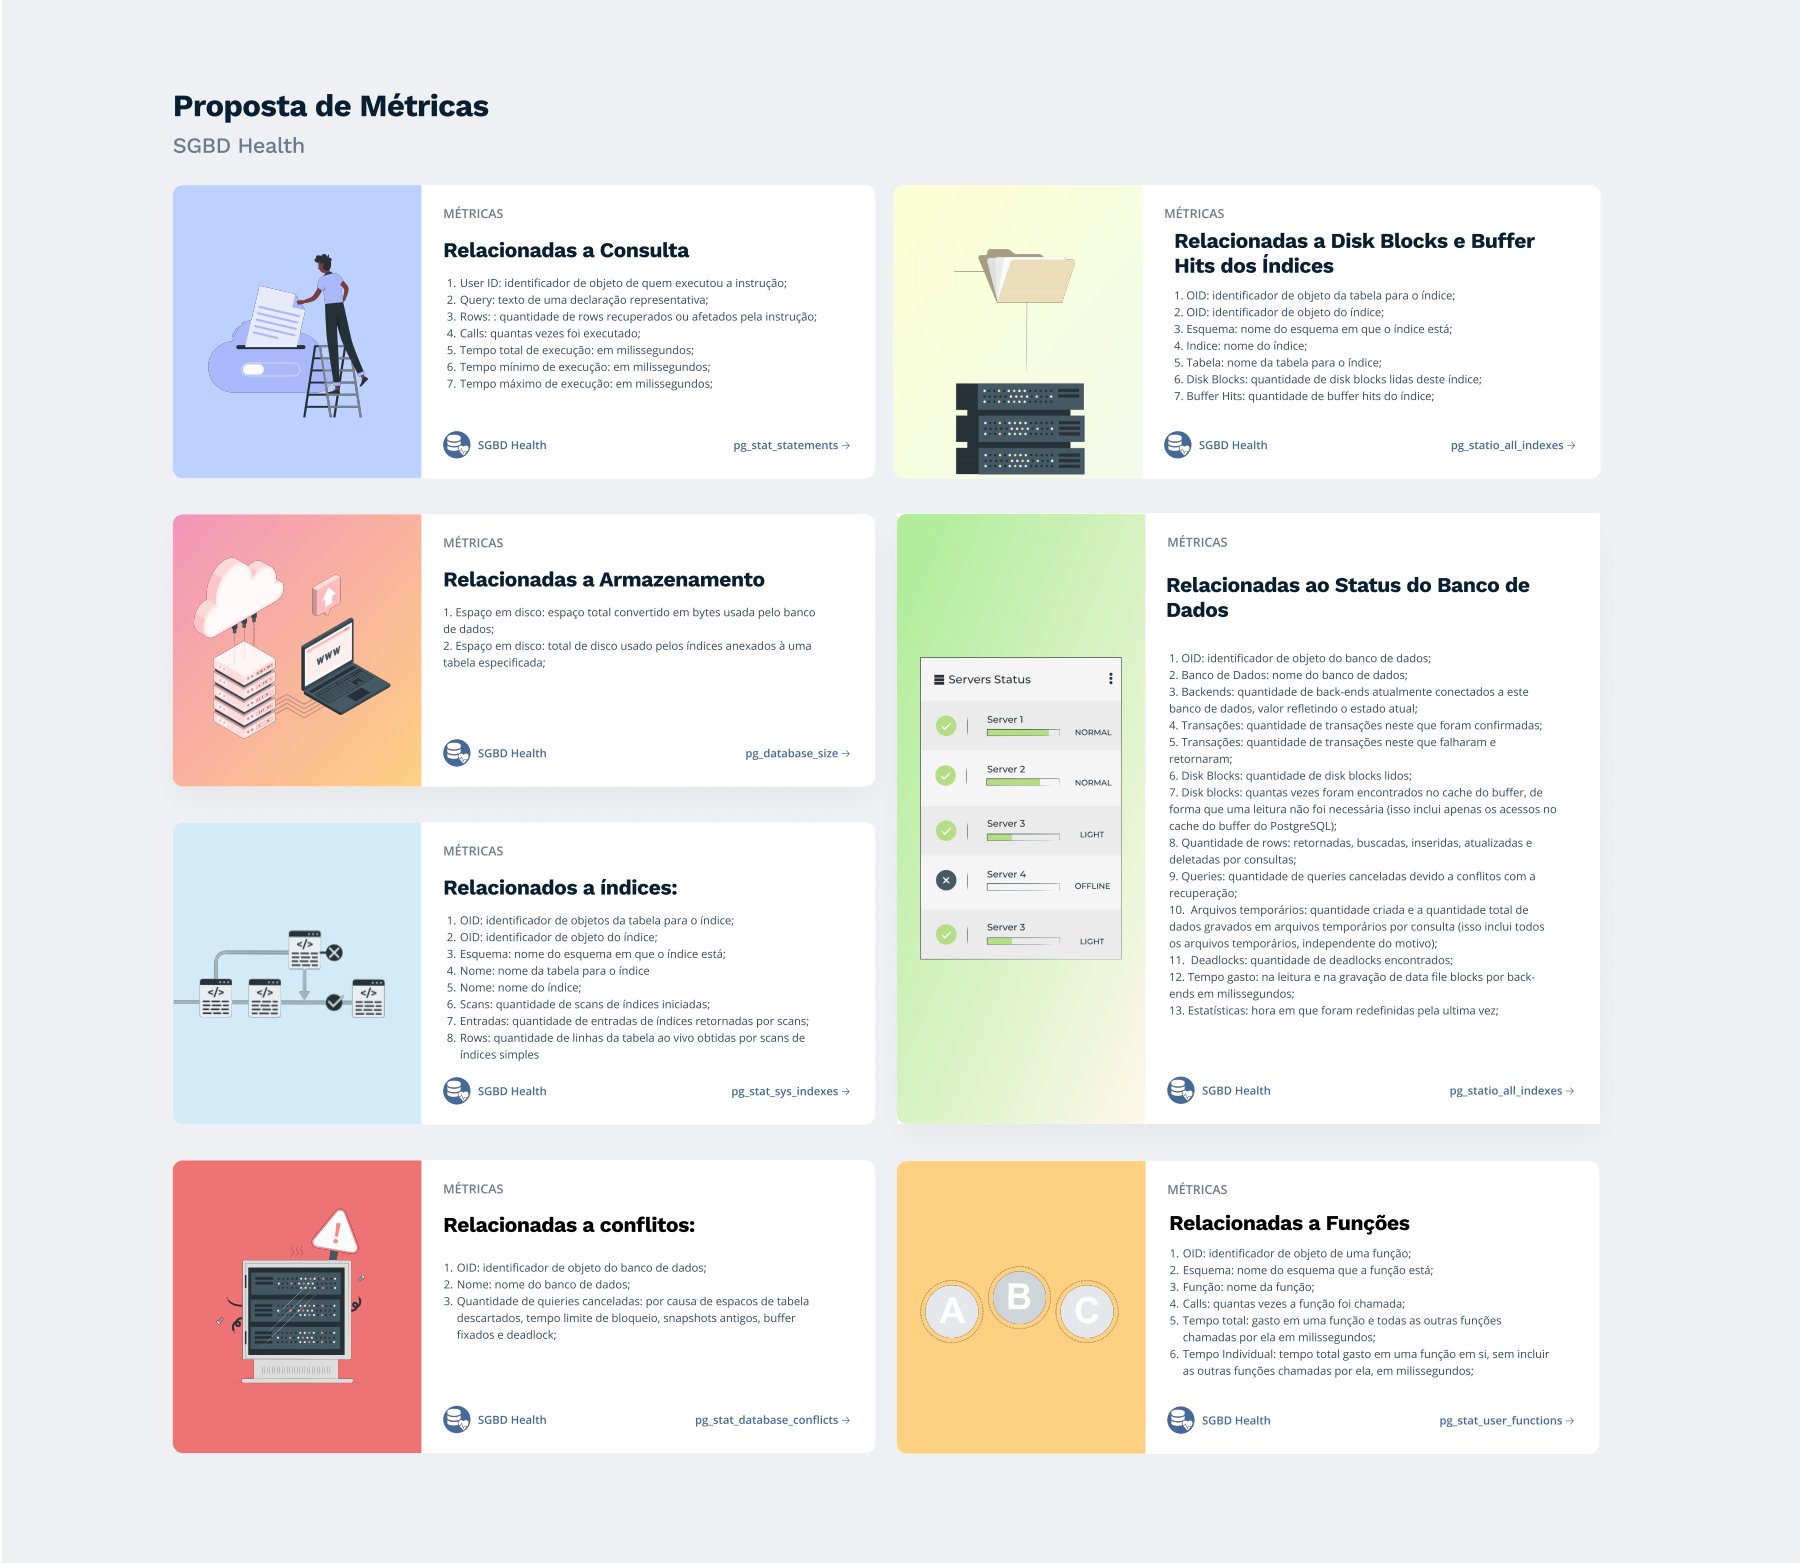 Proposta de Métricas
SGBD Health
MÉTRICAS
Relacionadas a Consulta
1. User ID: identificador de objeto de quem executou a instrução;
2. Query: texto de uma declaração representativa;
3. Rows: : quantidade de rows recuperados ou afetados pela instrução;
4. Calls: quantas vezes foi executado;
5. Tempo total de execução: em milissegundos;
6. Tempo mínimo de execução: em milissegundos;
7. Tempo máximo de execução: em milissegundos;
SGBD Health
pg_stat_statements →
MÉTRICAS
Relacionadas a Disk Blocks e Buffer
Hits dos Índices
1. OID: identificador de objeto da tabela para o índice;
2. OID: identificador de objeto do índice;
3. Esquema: nome do esquema em que o índice está;
4. Indice: nome do índice;
5. Tabela: nome da tabela para o índice;
6. Disk Blocks: quantidade de disk blocks lidas deste índice;
7. Buffer Hits: quantidade de buffer hits do índice;
SGBD Health
pg_statio_all_indexes →
WWW
MÉTRICAS
Relacionadas a Armazenamento
1. Espaço em disco: espaço total convertido em bytes usada pelo banco
de dados;
2. Espaço em disco: total de disco usado pelos índices anexados à uma
tabela especificada;
SGBD Health
pg_database_size →
Servers Status
Server 1
NORMAL
Server 2
NORMAL
Server 3
LIGHT
Server 4
OFFLINE
Server 3
LIGHT
MÉTRICAS
Relacionadas ao Status do Banco de
Dados
1. OID: identificador de objeto do banco de dados;
2. Banco de Dados: nome do banco de dados;
3. Backends: quantidade de back-ends atualmente conectados a este
banco de dados, valor refletindo o estado atual;
4. Transações: quantidade de transações neste que foram confirmadas;
5. Transações: quantidade de transações neste que falharam e
retornaram;
6. Disk Blocks: quantidade de disk blocks lidos;
7. Disk blocks: quantas vezes foram encontrados no cache do buffer, de
forma que uma leitura não foi necessária (isso inclui apenas os acessos no
cache do buffer do PostgreSQL);
8. Quantidade de rows: retornadas, buscadas, inseridas, atualizadas e
deletadas por consultas;
9. Queries: quantidade de queries canceladas devido a conflitos com a
recuperação;
10. Arquivos temporários: quantidade criada e a quantidade total de
dados gravados em arquivos temporários por consulta (isso inclui todos
os arquivos temporários, independente do motivo);
11. Deadlocks: quantidade de deadlocks encontrados;
12. Tempo gasto: na leitura e na gravação de data file blocks por back-
ends em milissegundos;
13. Estatísticas: hora em que foram redefinidas pela ultima vez;
SGBD Health
pg_statio_all_indexes →
</>
</>
</>
</>
MÉTRICAS
Relacionados a índices:
1. OID: identificador de objetos da tabela para o índice;
2. OID: identificador de objeto do índice;
3. Esquema: nome do esquema em que o índice está;
4. Nome: nome da tabela para o índice
5. Nome: nome do índice;
6. Scans: quantidade de scans de índices iniciadas;
7. Entradas: quantidade de entradas de índices retornadas por scans;
8. Rows: quantidade de linhas da tabela ao vivo obtidas por scans de
índices simples
SGBD Health
pg_stat_sys_indexes →
!
MÉTRICAS
Relacionadas a conflitos:
1. OID: identificador de objeto do banco de dados;
2. Nome: nome do banco de dados;
3. Quantidade de quieries canceladas: por causa de espacos de tabela
descartados, tempo limite de bloqueio, snapshots antigos, buffer
fixados e deadlock;
SGBD Health
pg_stat_database_conflicts →
A
B
C
MÉTRICAS
Relacionadas a Funções
1. OID: identificador de objeto de uma função;
2. Esquema: nome do esquema que a função está;
3. Função: nome da função;
4. Calls: quantas vezes a função foi chamada;
5. Tempo total: gasto em uma função e todas as outras funções
chamadas por ela em milissegundos;
6. Tempo Individual: tempo total gasto em uma função em si, sem incluir
as outras funções chamadas por ela, em milissegundos;
SGBD Health
pg_stat_user_functions →